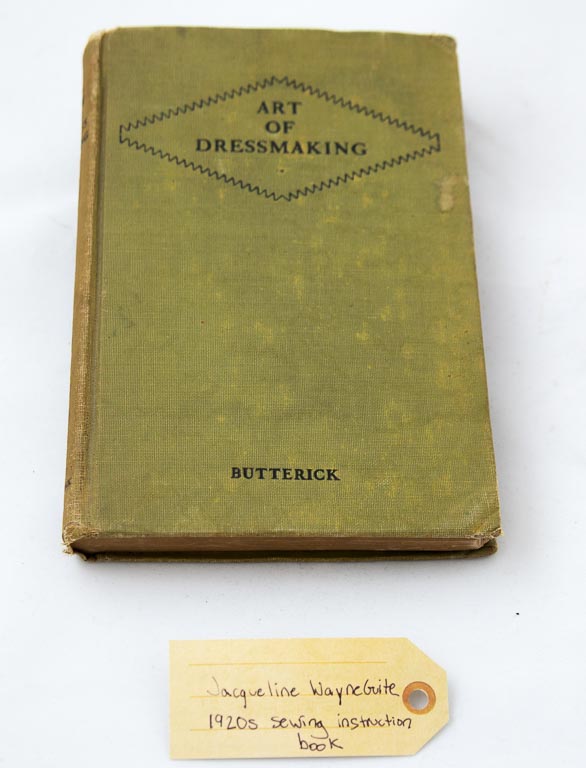 ART
OF
DRESSMAKING
BUTTERICK
Jacqueline WayneGuite
1920s sewing instruction
book